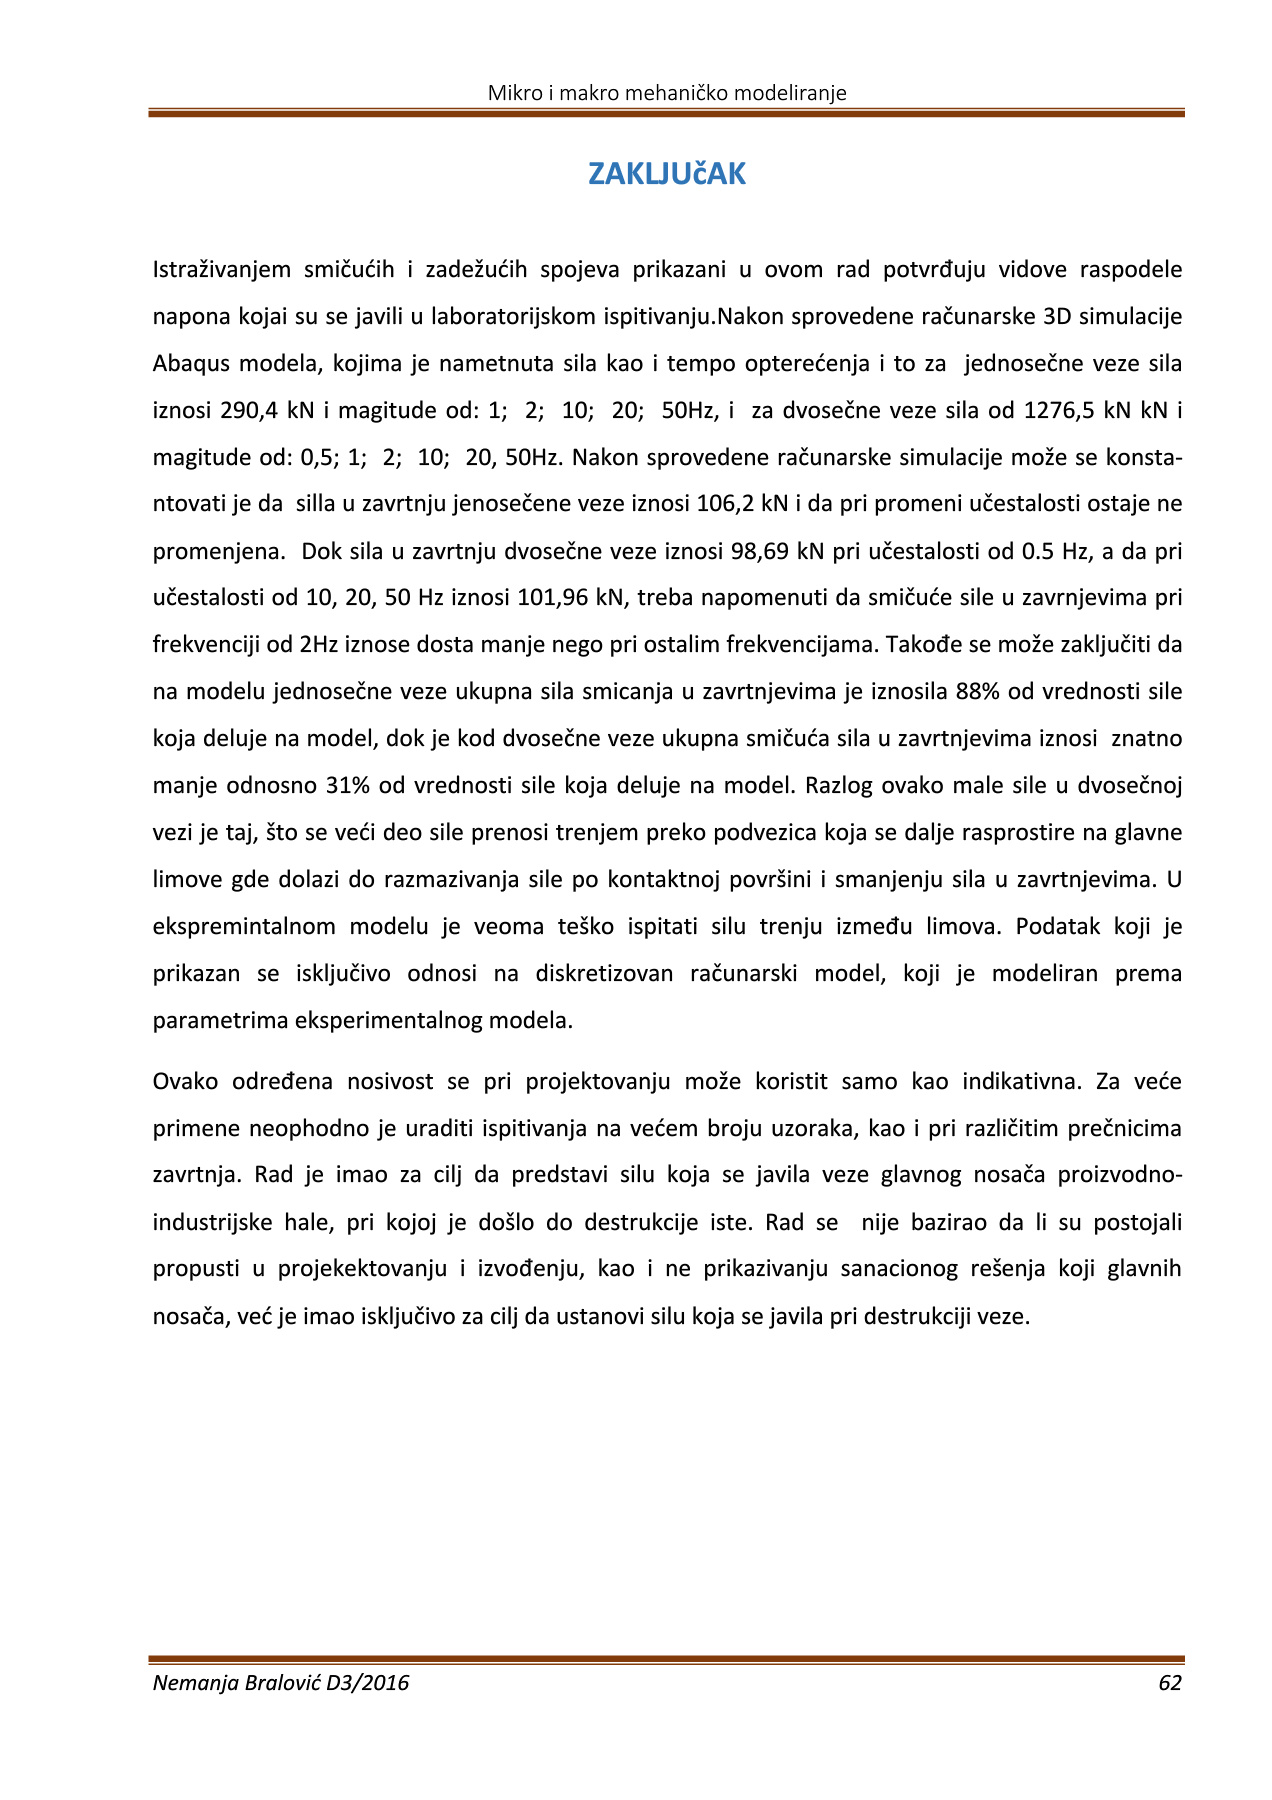 Mikro i makro mehaničko modeliranje
ZAKLJUčAK
Istraživanjem smičućih i zadežućih spojeva prikazani u ovom rad potvrđuju vidove raspodele
napona kojai su se javili u laboratorijskom ispitivanju.Nakon sprovedene računarske 3D simulacije
Abaqus modela, kojima je nametnuta sila kao i tempo opterećenja i to za  jednosečne veze sila
iznosi 290,4 kN i magitude od: 1;  2;  10;  20;  50Hz, i  za dvosečne veze sila od 1276,5 kN kN i
magitude od: 0,5; 1;  2;  10;  20, 50Hz. Nakon sprovedene računarske simulacije može se konsta-
ntovati je da  silla u zavrtnju jenosečene veze iznosi 106,2 kN i da pri promeni učestalosti ostaje ne
promenjena.  Dok sila u zavrtnju dvosečne veze iznosi 98,69 kN pri učestalosti od 0.5 Hz, a da pri
učestalosti od 10, 20, 50 Hz iznosi 101,96 kN, treba napomenuti da smičuće sile u zavrnjevima pri
frekvenciji od 2Hz iznose dosta manje nego pri ostalim frekvencijama. Takođe se može zaključiti da
na modelu jednosečne veze ukupna sila smicanja u zavrtnjevima je iznosila 88% od vrednosti sile
koja deluje na model, dok je kod dvosečne veze ukupna smičuća sila u zavrtnjevima iznosi  znatno
manje odnosno 31% od vrednosti sile koja deluje na model. Razlog ovako male sile u dvosečnoj
vezi je taj, što se veći deo sile prenosi trenjem preko podvezica koja se dalje rasprostire na glavne
limove gde dolazi do razmazivanja sile po kontaktnoj površini i smanjenju sila u zavrtnjevima. U
ekspremintalnom modelu je veoma teško ispitati silu trenju između limova. Podatak koji je
prikazan se isključivo odnosi na diskretizovan računarski model, koji je modeliran prema
parametrima eksperimentalnog modela.
Ovako određena nosivost se pri projektovanju može koristit samo kao indikativna. Za veće
primene neophodno je uraditi ispitivanja na većem broju uzoraka, kao i pri različitim prečnicima
zavrtnja. Rad je imao za cilj da predstavi silu koja se javila veze glavnog nosača proizvodno-
industrijske hale, pri kojoj je došlo do destrukcije iste. Rad se  nije bazirao da li su postojali
propusti u projekektovanju i izvođenju, kao i ne prikazivanju sanacionog rešenja koji glavnih
nosača, već je imao isključivo za cilj da ustanovi silu koja se javila pri destrukciji veze.
Nemanja Bralović D3/2016 62